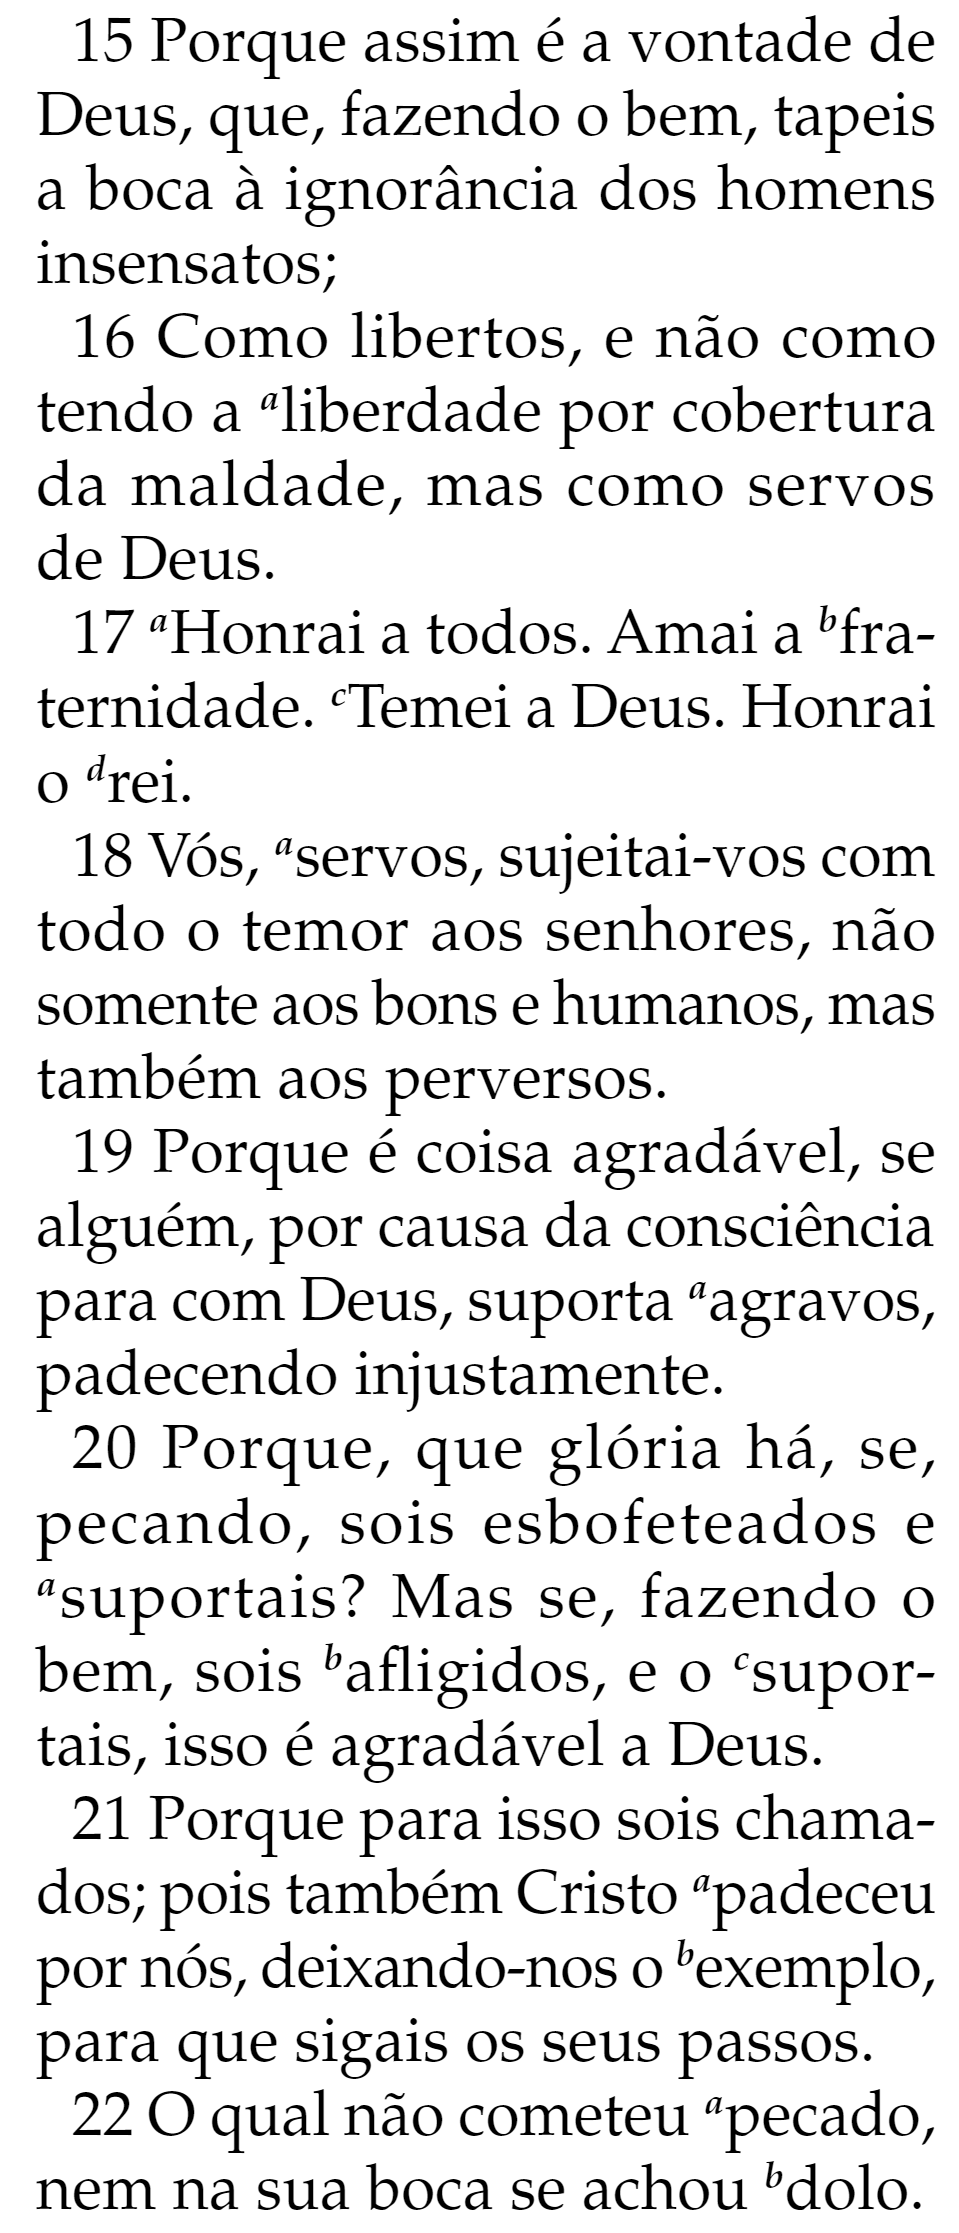 15 Porque assim é a vontade de
Deus, que, fazendo o bem, tapeis
a boca à ignorância dos homens
insensatos;
16 Como libertos, e não como
tendo a ᵃliberdade por cobertura
da maldade, mas como servos
de Deus.
17 ᵃHonrai a todos. Amai a ᵇfra-
ternidade. ᶜTemei a Deus. Honrai
o ᵈrei.
18 Vós, ᵃservos, sujeitai-vos com
todo o temor aos senhores, não
somente aos bons e humanos, mas
também aos perversos.
19 Porque é coisa agradável, se
alguém, por causa da consciência
para com Deus, suporta ᵃagravos,
padecendo injustamente.
20 Porque, que glória há, se,
pecando, sois esbofeteados e
ᵃsuportais? Mas se, fazendo o
bem, sois ᵇafligidos, e o ᶜsupor-
tais, isso é agradável a Deus.
21 Porque para isso sois chama-
dos; pois também Cristo ᵃpadeceu
por nós, deixando-nos o ᵇexemplo,
para que sigais os seus passos.
22 O qual não cometeu ᵃpecado,
nem na sua boca se achou ᵇdolo.